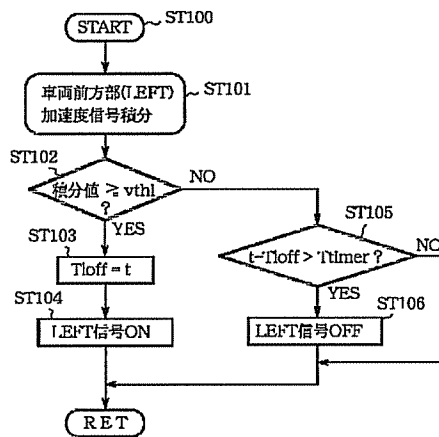 START
ST100
車両前方部(LEFT)
加速度信号積分
ST101
ST102
積分値 ≧ vthl
?
NO
YES
ST103
Tloff = t
ST104
LEFT信号ON
ST105
t-Tloff > Ttimer ?
NO
YES
ST106
LEFT信号OFF
RET